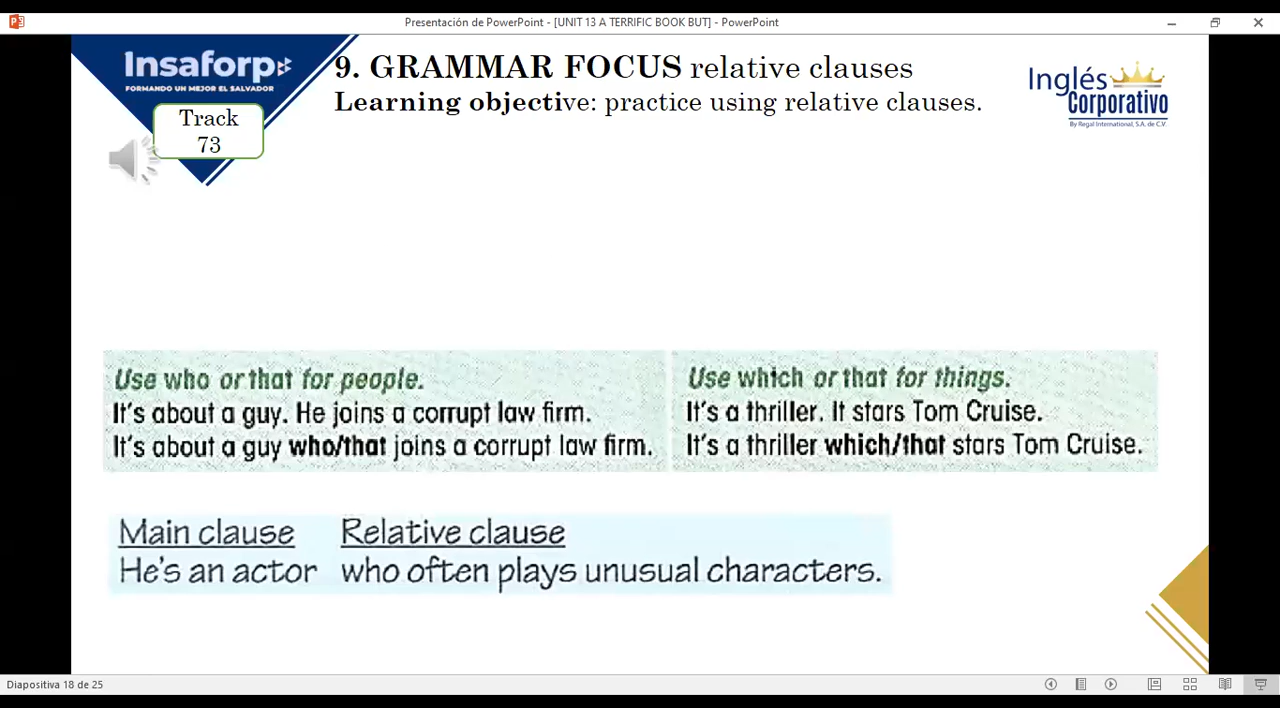 Presentación de PowerPoint - [UNIT 13 A TERRIFIC BOOK BUT] - PowerPoint
Insaforp
FORMANDO UN MEJOR EL SALVADOR
9. GRAMMAR FOCUS relative clauses
Learning objective: practice using relative clauses.
Inglés
Corporativo
By Regal International, S.A. de C.V.
Track
73
Use who or that for people.
It's about a guy. He joins a corrupt law firm.
It's about a guy who/that joins a corrupt law firm.
Use which or that for things.
It's a thriller. It stars Tom Cruise.
It's a thriller which/that stars Tom Cruise.
Main clause Relative clause
He's an actor who often plays unusual characters.
Diapositiva 18 de 25